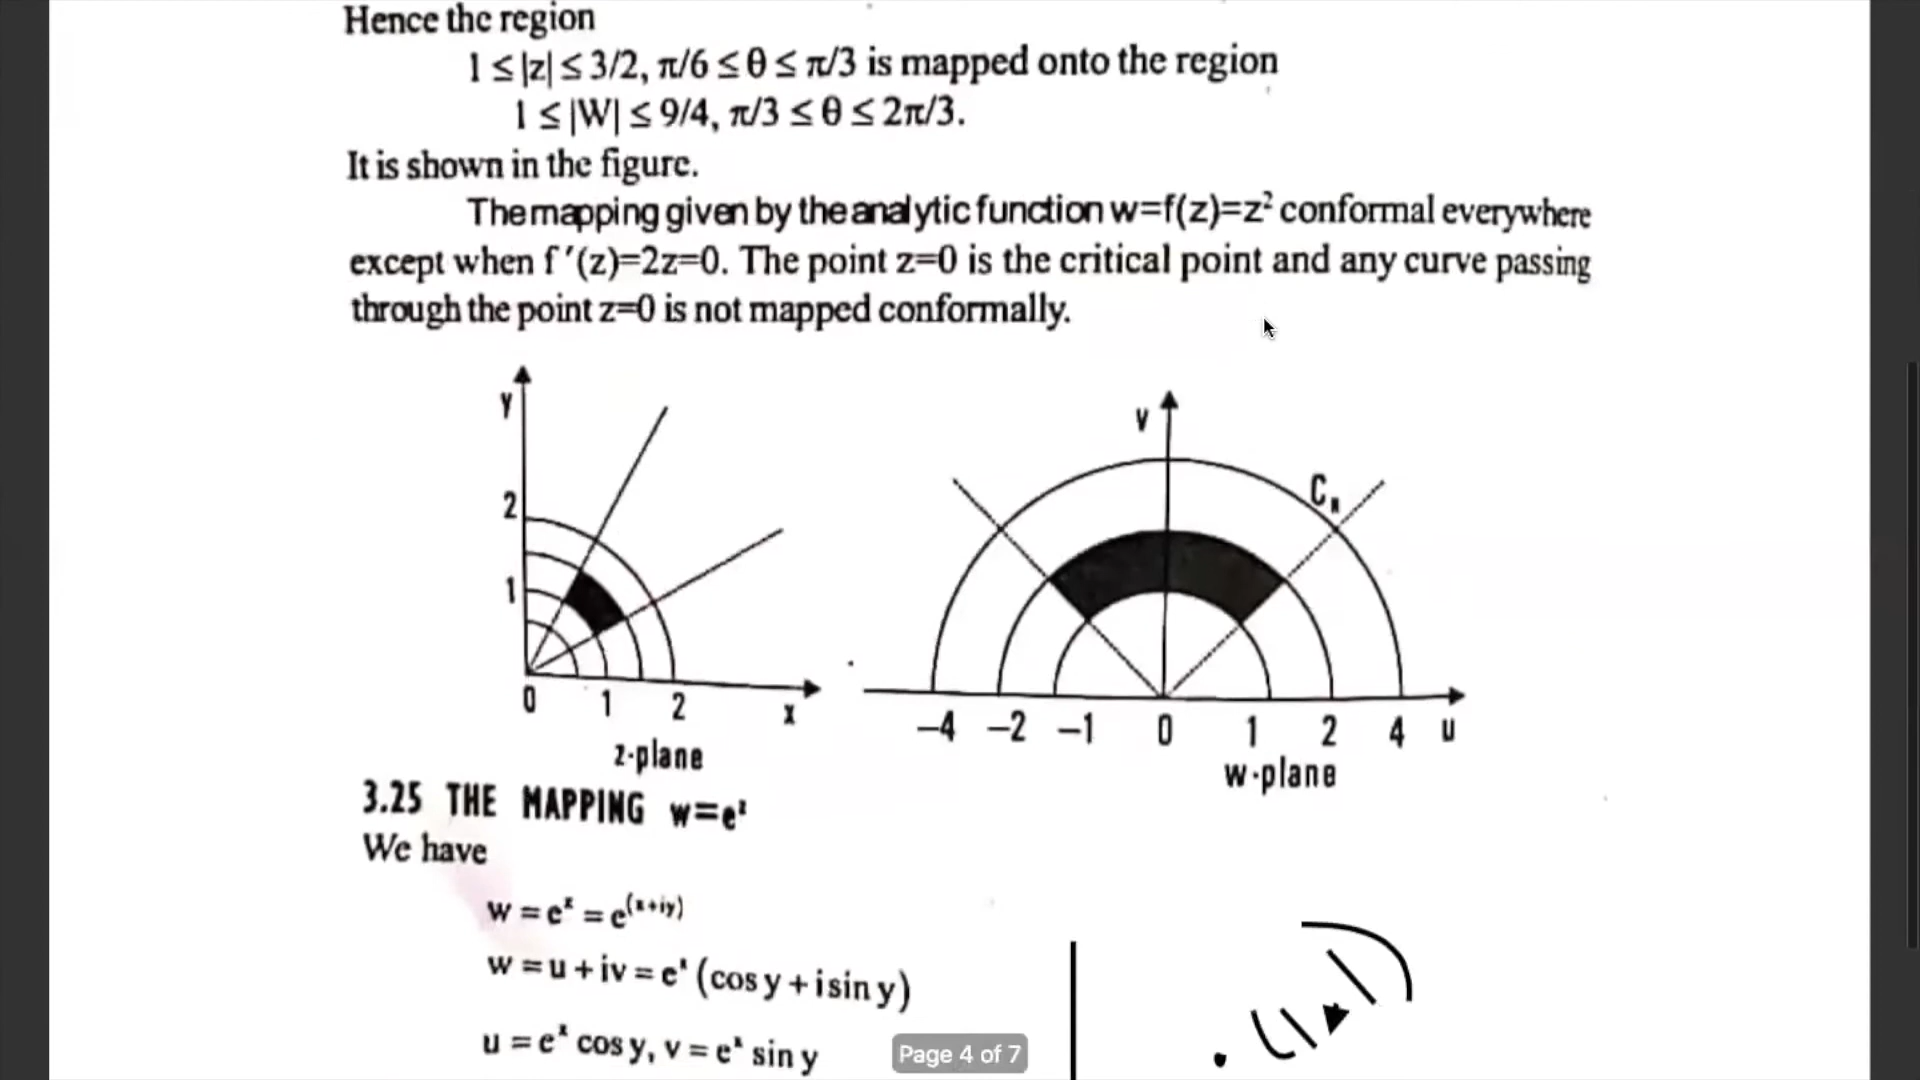 Hence the region
1 ≤ |z| ≤ 3/2, π/6 ≤ θ ≤ π/3 is mapped onto the region
1 ≤ |W| ≤ 9/4, π/3 ≤ θ ≤ 2π/3.
It is shown in the figure.
The mapping given by the analytic function w=f(z)=z² conformal everywhere
except when f ′(z)=2z=0. The point z=0 is the critical point and any curve passing
through the point z=0 is not mapped conformally.
Y
2
1
0 1 2 x
z-plane
v
C
-4 -2 -1 0 1 2 4 u
w-plane
3.25 THE MAPPING w=eᶻ
We have
w = eᶻ = e⁽ˣ⁺ⁱʸ⁾
w = u + iv = eˣ (cos y + i sin y)
u = eˣ cos y, v = eˣ sin y
Page 4 of 7